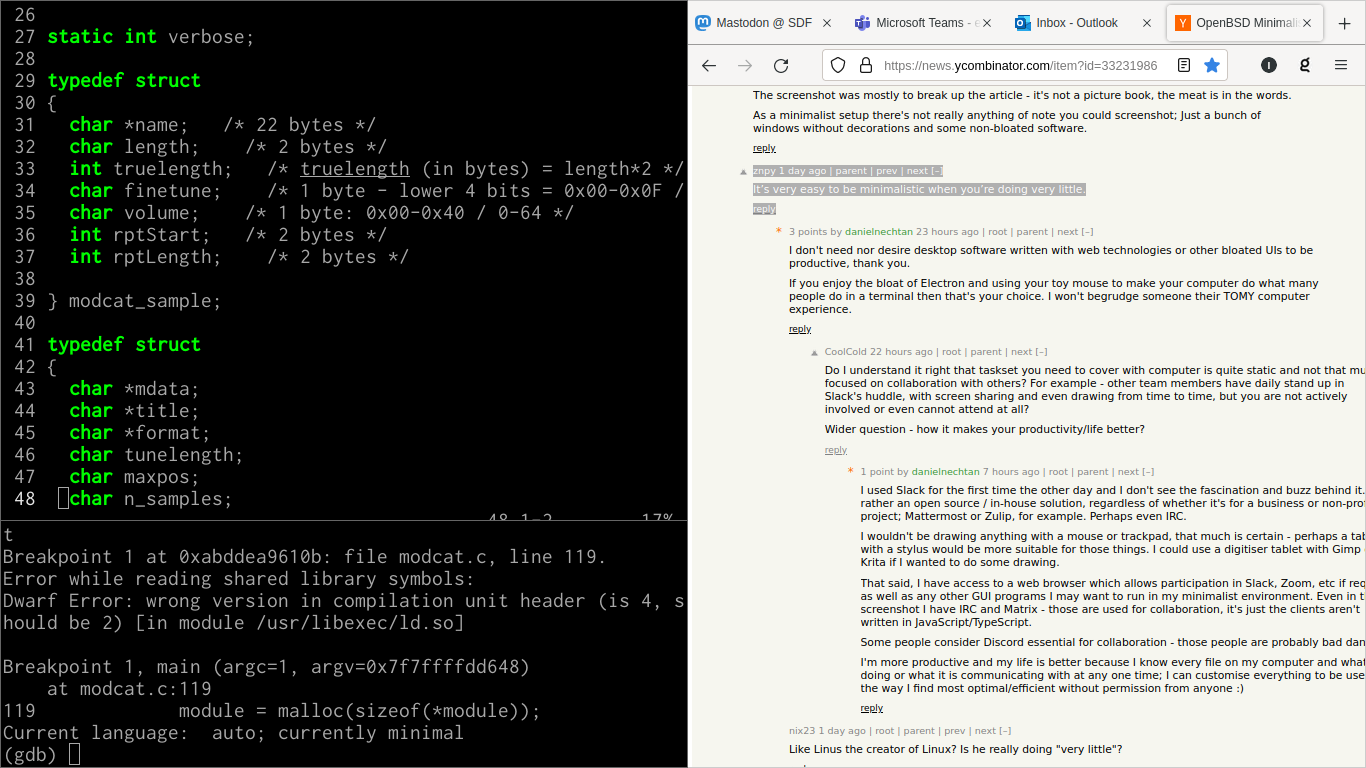 26
27 static int verbose;
28
29 typedef struct
30 {
31 char *name; /* 22 bytes */
32 char length; /* 2 bytes */
33 int truelength; /* truelength (in bytes) = length*2 */
34 char finetune; /* 1 byte - lower 4 bits = 0x00-0x0F /
35 char volume; /* 1 byte: 0x00-0x40 / 0-64 */
36 int rptStart; /* 2 bytes */
37 int rptLength; /* 2 bytes */
38
39 } modcat_sample;
40
41 typedef struct
42 {
43 char *mdata;
44 char *title;
45 char *format;
46 char tunelength;
47 char maxpos;
48 char n_samples;
48,1-2 17%
t
Breakpoint 1 at 0xabddea9610b: file modcat.c, line 119.
Error while reading shared library symbols:
Dwarf Error: wrong version in compilation unit header (is 4, s
hould be 2) [in module /usr/libexec/ld.so]
Breakpoint 1, main (argc=1, argv=0x7f7ffffdd648)
at modcat.c:119
119 module = malloc(sizeof(*module));
Current language: auto; currently minimal
(gdb)
Mastodon @ SDF
Microsoft Teams - e
Inbox - Outlook
OpenBSD Minimali
https://news.ycombinator.com/item?id=33231986
The screenshot was mostly to break up the article - it's not a picture book, the meat is in the words.
As a minimalist setup there's not really anything of note you could screenshot; Just a bunch of
windows without decorations and some non-bloated software.
reply
znpy 1 day ago | parent | prev | next [–]
It's very easy to be minimalistic when you're doing very little.
reply
* 3 points by danielnechtan 23 hours ago | root | parent | next [–]
I don't need nor desire desktop software written with web technologies or other bloated UIs to be
productive, thank you.
If you enjoy the bloat of Electron and using your toy mouse to make your computer do what many
people do in a terminal then that's your choice. I won't begrudge someone their TOMY computer
experience.
reply
CoolCold 22 hours ago | root | parent | next [–]
Do I understand it right that taskset you need to cover with computer is quite static and not that mu
focused on collaboration with others? For example - other team members have daily stand up in
Slack's huddle, with screen sharing and even drawing from time to time, but you are not actively
involved or even cannot attend at all?
Wider question - how it makes your productivity/life better?
reply
* 1 point by danielnechtan 7 hours ago | root | parent | next [–]
I used Slack for the first time the other day and I don't see the fascination and buzz behind it.
rather an open source / in-house solution, regardless of whether it's for a business or non-pro
project; Mattermost or Zulip, for example. Perhaps even IRC.
I wouldn't be drawing anything with a mouse or trackpad, that much is certain - perhaps a tab
with a stylus would be more suitable for those things. I could use a digitiser tablet with Gimp
Krita if I wanted to do some drawing.
That said, I have access to a web browser which allows participation in Slack, Zoom, etc if req
as well as any other GUI programs I may want to run in my minimalist environment. Even in t
screenshot I have IRC and Matrix - those are used for collaboration, it's just the clients aren't
written in JavaScript/TypeScript.
Some people consider Discord essential for collaboration - those people are probably bad dan
I'm more productive and my life is better because I know every file on my computer and what
doing or what it is communicating with at any one time; I can customise everything to be use
the way I find most optimal/efficient without permission from anyone :)
reply
nix23 1 day ago | root | parent | prev | next [–]
Like Linus the creator of Linux? Is he really doing "very little"?